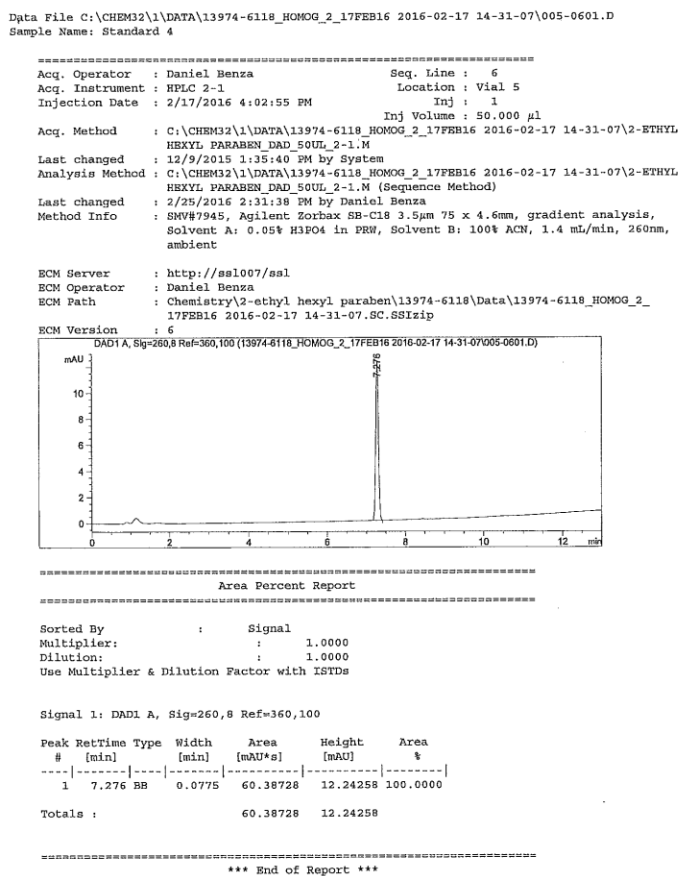 Data File C:\CHEM32\1\DATA\13974-6118_HOMOG_2_17FEB16 2016-02-17 14-31-07\005-0601.D
Sample Name: Standard 4
==================================================================
Acq. Operator : Daniel Benza Seq. Line : 6
Acq. Instrument : HPLC 2-1 Location : Vial 5
Injection Date : 2/17/2016 4:02:55 PM Inj : 1
Inj Volume : 50.000 µl
Acq. Method : C:\CHEM32\1\DATA\13974-6118_HOMOG_2_17FEB16 2016-02-17 14-31-07\2-ETHYL
HEXYL PARABEN_DAD_50UL_2-1.M
Last changed : 12/9/2015 1:35:40 PM by System
Analysis Method : C:\CHEM32\1\DATA\13974-6118_HOMOG_2_17FEB16 2016-02-17 14-31-07\2-ETHYL
HEXYL PARABEN_DAD_50UL_2-1.M (Sequence Method)
Last changed : 2/25/2016 2:31:38 PM by Daniel Benza
Method Info : SMV#7945, Agilent Zorbax SB-C18 3.5µm 75 x 4.6mm, gradient analysis,
Solvent A: 0.05% H3PO4 in PRW, Solvent B: 100% ACN, 1.4 mL/min, 260nm,
ambient
ECM Server : http://ssl007/ssl
ECM Operator : Daniel Benza
ECM Path : Chemistry\2-ethyl hexyl paraben\13974-6118\Data\13974-6118_HOMOG_2_
17FEB16 2016-02-17 14-31-07.SC.SSIzip
ECM Version : 6
DAD1 A, Sig=260,8 Ref=360,100 (13974-6118_HOMOG_2_17FEB16 2016-02-17 14-31-07\005-0601.D)
mAU
7.276
10
8
6
4
2
0
0 2 4 6 8 10 12 min
==================================================================
Area Percent Report
==================================================================
Sorted By : Signal
Multiplier: : 1.0000
Dilution: : 1.0000
Use Multiplier & Dilution Factor with ISTDs
Signal 1: DAD1 A, Sig=260,8 Ref=360,100
Peak RetTime Type Width Area Height Area
# [min] [min] [mAU*s] [mAU] %
----|-------|----|-------|----------|----------|--------|
1 7.276 BB 0.0775 60.38728 12.24258 100.0000
Totals : 60.38728 12.24258
==================================================================
*** End of Report ***